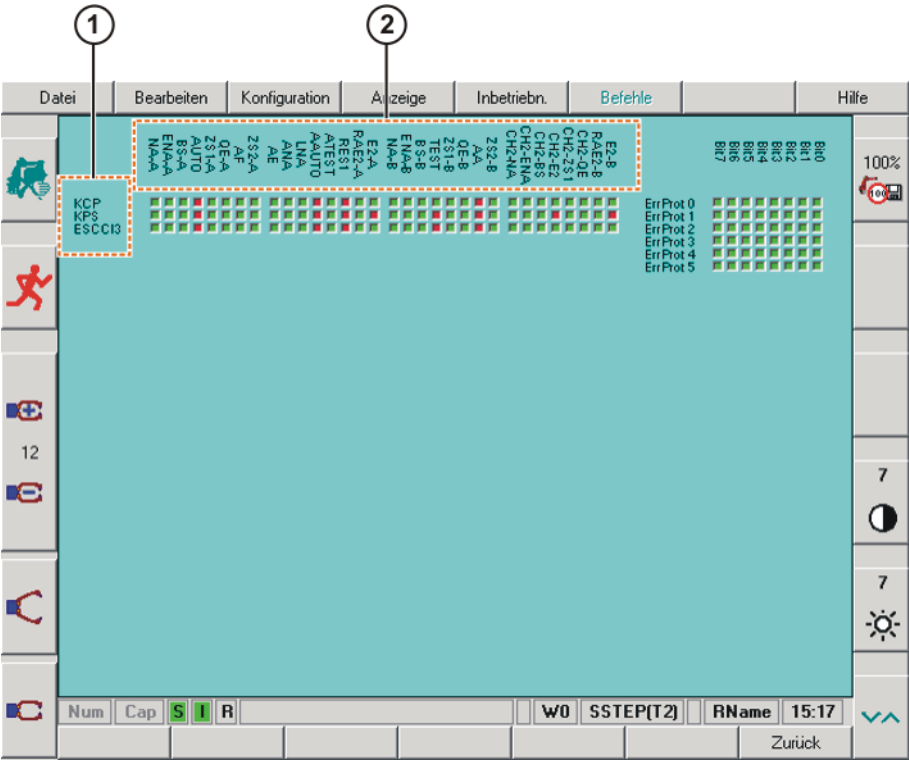 1 2
Datei Bearbeiten Konfiguration Anzeige Inbetriebn. Befehle Hilfe
NA-A
ENA-A
BS-A
AUTO
ZS1-A
QE-A
AF
ZS2-A
AE
ANA
LNA
AAUTO
ATEST
RES1
RAE2-A
E2-A
NA-B
ENA-B
BS-B
TEST
ZS1-B
QE-B
AA
ZS2-B
CH2-NA
CH2-ENA
CH2-BS
CH2-E2
CH2-ZS1
CH2-QE
RAE2-B
E2-B
Bit7
Bit6
Bit5
Bit4
Bit3
Bit2
Bit1
Bit0
100%
100
KCP
KPS
ESCCI3
ErrProt 0
ErrProt 1
ErrProt 2
ErrProt 3
ErrProt 4
ErrProt 5
12
7
7
Num Cap S I R W0 SSTEP(T2) RName 15:17
Zurück